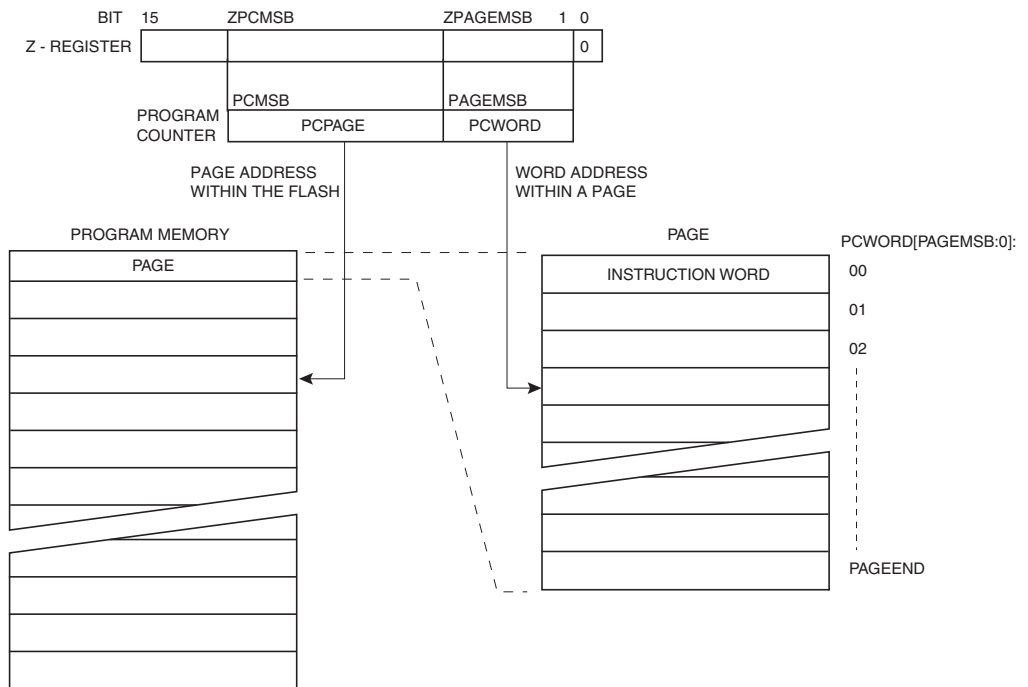 BIT 15 ZPCMSB ZPAGEMSB 1 0
Z - REGISTER 0
PCMSB PAGEMSB
PROGRAM
COUNTER
PCPAGE PCWORD
PAGE ADDRESS
WITHIN THE FLASH
WORD ADDRESS
WITHIN A PAGE
PROGRAM MEMORY
PAGE
PAGE
PCWORD[PAGEMSB:0]:
INSTRUCTION WORD
00
01
02
PAGEEND